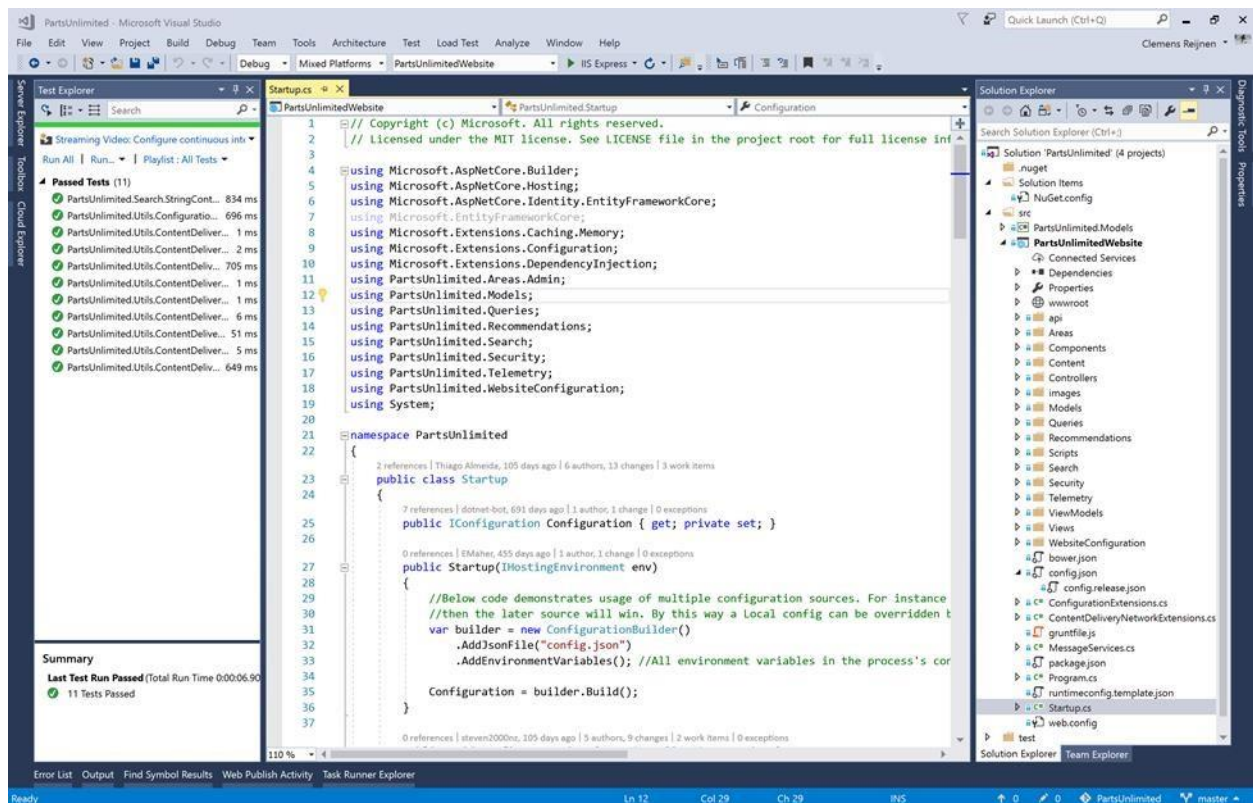 PartsUnlimited - Microsoft Visual Studio
Quick Launch (Ctrl+Q)
File Edit View Project Build Debug Team Tools Architecture Test Load Test Analyze Window Help
Clemens Reijnen
Debug Mixed Platforms PartsUnlimitedWebsite IIS Express
Server Explorer
Toolbox
Cloud Explorer
Test Explorer
Search
Streaming Video: Configure continuous inte
Run All | Run... | Playlist : All Tests
Passed Tests (11)
PartsUnlimited.Search.StringCont... 834 ms
PartsUnlimited.Utils.Configuratio... 696 ms
PartsUnlimited.Utils.ContentDeliver... 1 ms
PartsUnlimited.Utils.ContentDeliver... 2 ms
PartsUnlimited.Utils.ContentDeliv... 705 ms
PartsUnlimited.Utils.ContentDeliver... 1 ms
PartsUnlimited.Utils.ContentDeliver... 1 ms
PartsUnlimited.Utils.ContentDeliver... 6 ms
PartsUnlimited.Utils.ContentDelive... 51 ms
PartsUnlimited.Utils.ContentDeliver... 5 ms
PartsUnlimited.Utils.ContentDeliv... 649 ms
Summary
Last Test Run Passed (Total Run Time 0:00:06.90
11 Tests Passed
Startup.cs
PartsUnlimitedWebsite PartsUnlimited.Startup Configuration
1 // Copyright (c) Microsoft. All rights reserved.
2 // Licensed under the MIT license. See LICENSE file in the project root for full license inf
3
4 using Microsoft.AspNetCore.Builder;
5 using Microsoft.AspNetCore.Hosting;
6 using Microsoft.AspNetCore.Identity.EntityFrameworkCore;
7 using Microsoft.EntityFrameworkCore;
8 using Microsoft.Extensions.Caching.Memory;
9 using Microsoft.Extensions.Configuration;
10 using Microsoft.Extensions.DependencyInjection;
11 using PartsUnlimited.Areas.Admin;
12 using PartsUnlimited.Models;
13 using PartsUnlimited.Queries;
14 using PartsUnlimited.Recommendations;
15 using PartsUnlimited.Search;
16 using PartsUnlimited.Security;
17 using PartsUnlimited.Telemetry;
18 using PartsUnlimited.WebsiteConfiguration;
19 using System;
20
21 namespace PartsUnlimited
22 {
2 references | Thiago Almeida, 105 days ago | 6 authors, 13 changes | 3 work items
23 public class Startup
24 {
7 references | dotnet-bot, 691 days ago | 1 author, 1 change | 0 exceptions
25 public IConfiguration Configuration { get; private set; }
26
0 references | EMaher, 455 days ago | 1 author, 1 change | 0 exceptions
27 public Startup(IHostingEnvironment env)
28 {
29 //Below code demonstrates usage of multiple configuration sources. For instance
30 //then the later source will win. By this way a Local config can be overridden b
31 var builder = new ConfigurationBuilder()
32 .AddJsonFile("config.json")
33 .AddEnvironmentVariables(); //All environment variables in the process's con
34
35 Configuration = builder.Build();
36 }
37
0 references | steven2000nz, 105 days ago | 5 authors, 9 changes | 2 work items | 0 exceptions
110 %
Solution Explorer
Search Solution Explorer (Ctrl+;)
Solution 'PartsUnlimited' (4 projects)
.nuget
Solution Items
NuGet.config
src
PartsUnlimited.Models
PartsUnlimitedWebsite
Connected Services
Dependencies
Properties
wwwroot
api
Areas
Components
Content
Controllers
images
Models
Queries
Recommendations
Scripts
Search
Security
Telemetry
ViewModels
Views
WebsiteConfiguration
bower.json
config.json
config.release.json
ConfigurationExtensions.cs
ContentDeliveryNetworkExtensions.cs
gruntfile.js
MessageServices.cs
package.json
Program.cs
runtimeconfig.template.json
Startup.cs
web.config
test
Solution Explorer Team Explorer
Diagnostic Tools
Properties
Error List Output Find Symbol Results Web Publish Activity Task Runner Explorer
Ready Ln 12 Col 29 Ch 29 INS 0 0 PartsUnlimited master